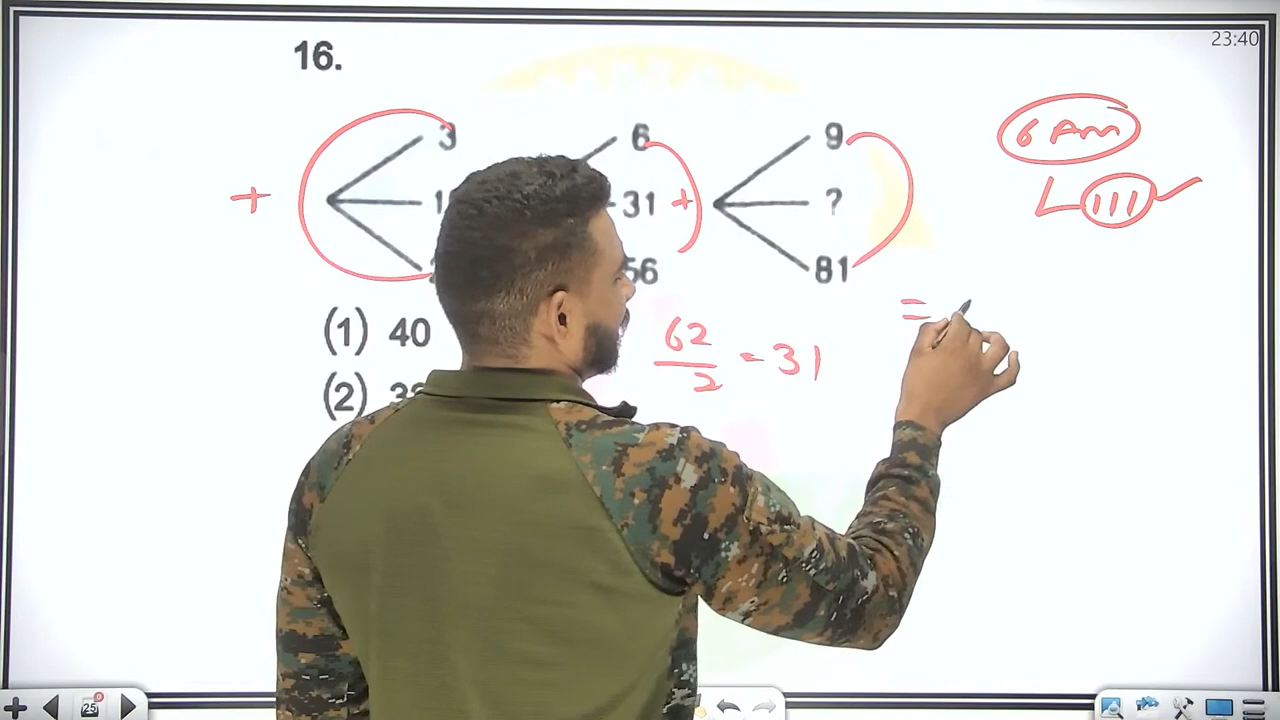 23:40
16.
3 6 9
+ 1 31 + ?
56 81
6 AM
111
(1) 40
62/2 = 31
=
(2)
25